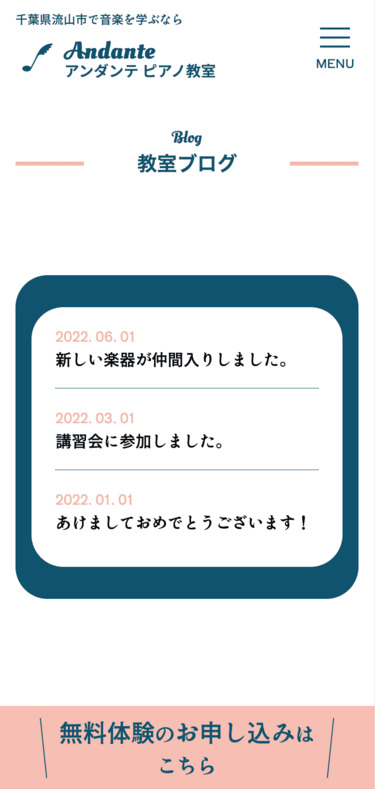 千葉県流山市で音楽を学ぶなら
Andante
アンダンテ ピアノ教室
MENU
Blog
教室ブログ
2022. 06. 01
新しい楽器が仲間入りしました。
2022. 03. 01
講習会に参加しました。
2022. 01. 01
あけましておめでとうございます！
無料体験のお申し込みは
こちら